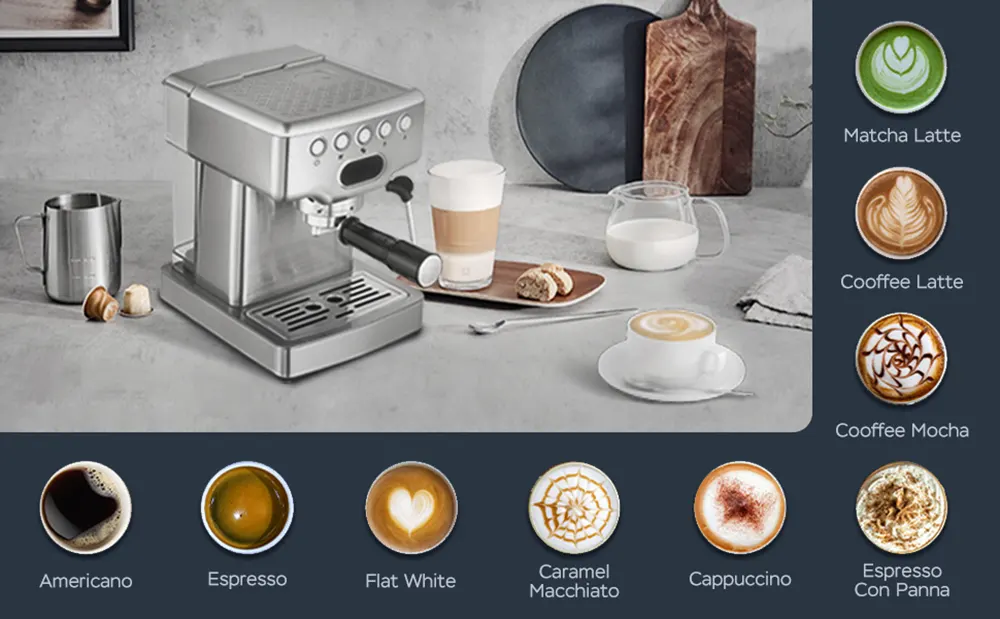 Matcha Latte
Cooffee Latte
Cooffee Mocha
Americano
Espresso
Flat White
Caramel
Macchiato
Cappuccino
Espresso
Con Panna